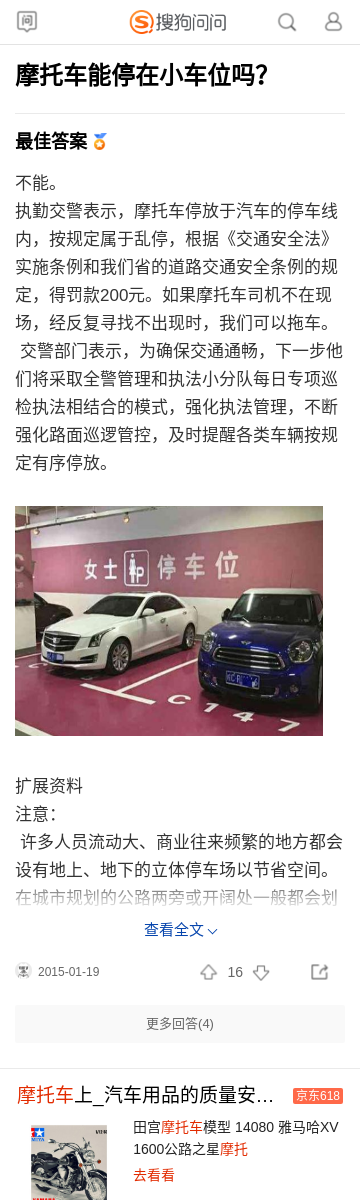 问
搜狗问问
摩托车能停在小车位吗？
最佳答案
不能。
执勤交警表示，摩托车停放于汽车的停车线
内，按规定属于乱停，根据《交通安全法》
实施条例和我们省的道路交通安全条例的规
定，得罚款200元。如果摩托车司机不在现
场，经反复寻找不出现时，我们可以拖车。
交警部门表示，为确保交通通畅，下一步他
们将采取全警管理和执法小分队每日专项巡
检执法相结合的模式，强化执法管理，不断
强化路面巡逻管控，及时提醒各类车辆按规
定有序停放。
女士 停车位
C 147
扩展资料
注意：
许多人员流动大、商业往来频繁的地方都会
设有地上、地下的立体停车场以节省空间。
在城市规划的公路两旁或开阔处一般都会划
查看全文
2015-01-19
16
更多回答(4)
摩托车上_汽车用品的质量安… 京东618
田宫摩托车模型 14080 雅马哈XV
1600公路之星摩托
去看看